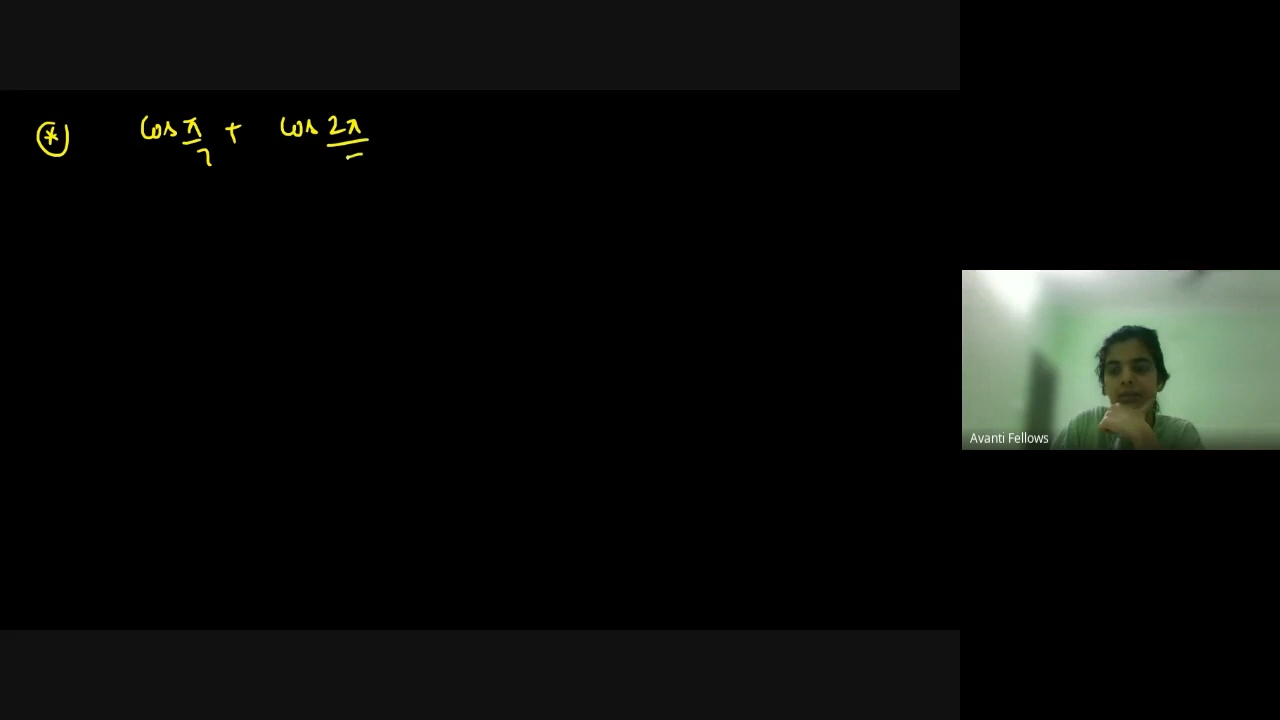 * cos π/7 + cos 2π/
Avanti Fellows